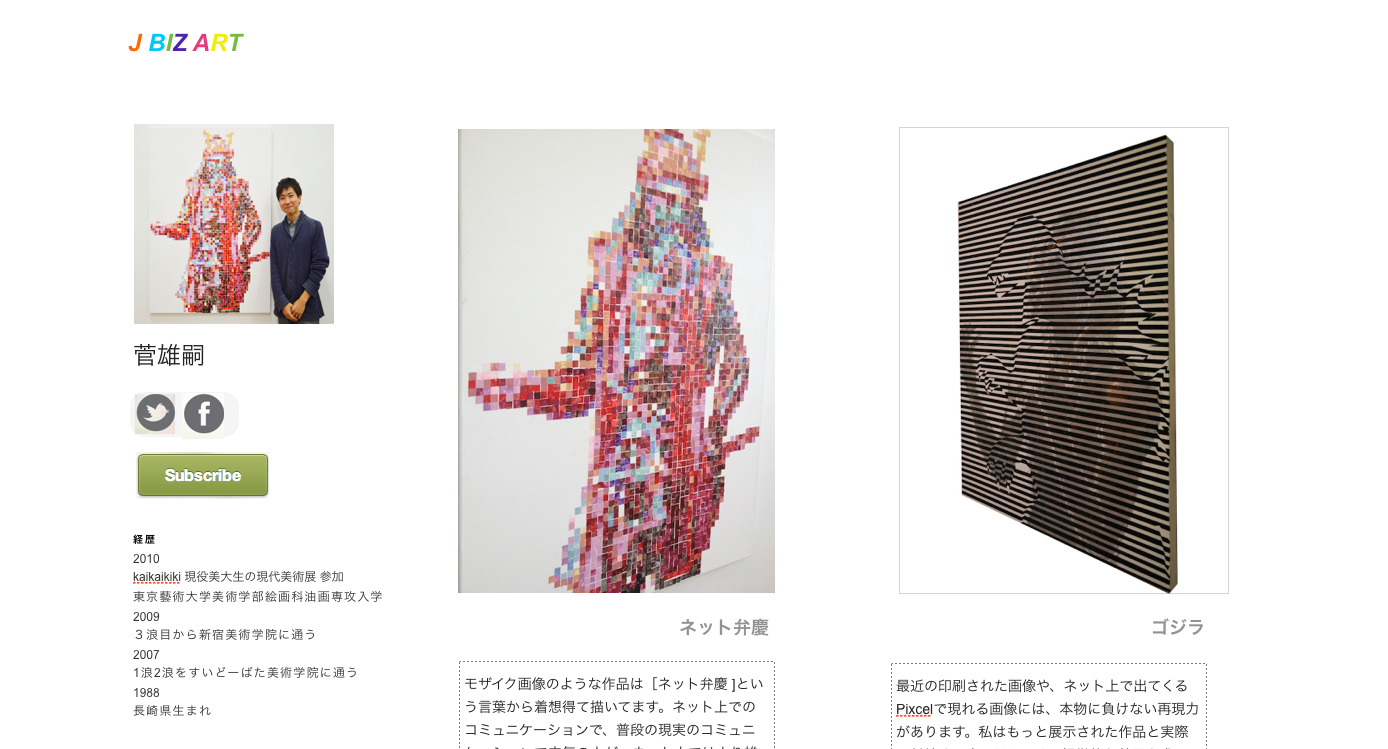 J BIZ ART
菅雄嗣
Subscribe
経歴
2010
kaikaikiki 現役美大生の現代美術展 参加
東京藝術大学美術学部絵画科油画専攻入学
2009
３浪目から新宿美術学院に通う
2007
1浪2浪をすいどーばた美術学院に通う
1988
長崎県生まれ
ネット弁慶
モザイク画像のような作品は［ネット弁慶 ]とい
う言葉から着想得て描いてます。ネット上での
コミュニケーションで、普段の現実のコミュニ
ゴジラ
最近の印刷された画像や、ネット上で出てくる
Pixcelで現れる画像には、本物に負けない再現力
があります。私はもっと展示された作品と実際